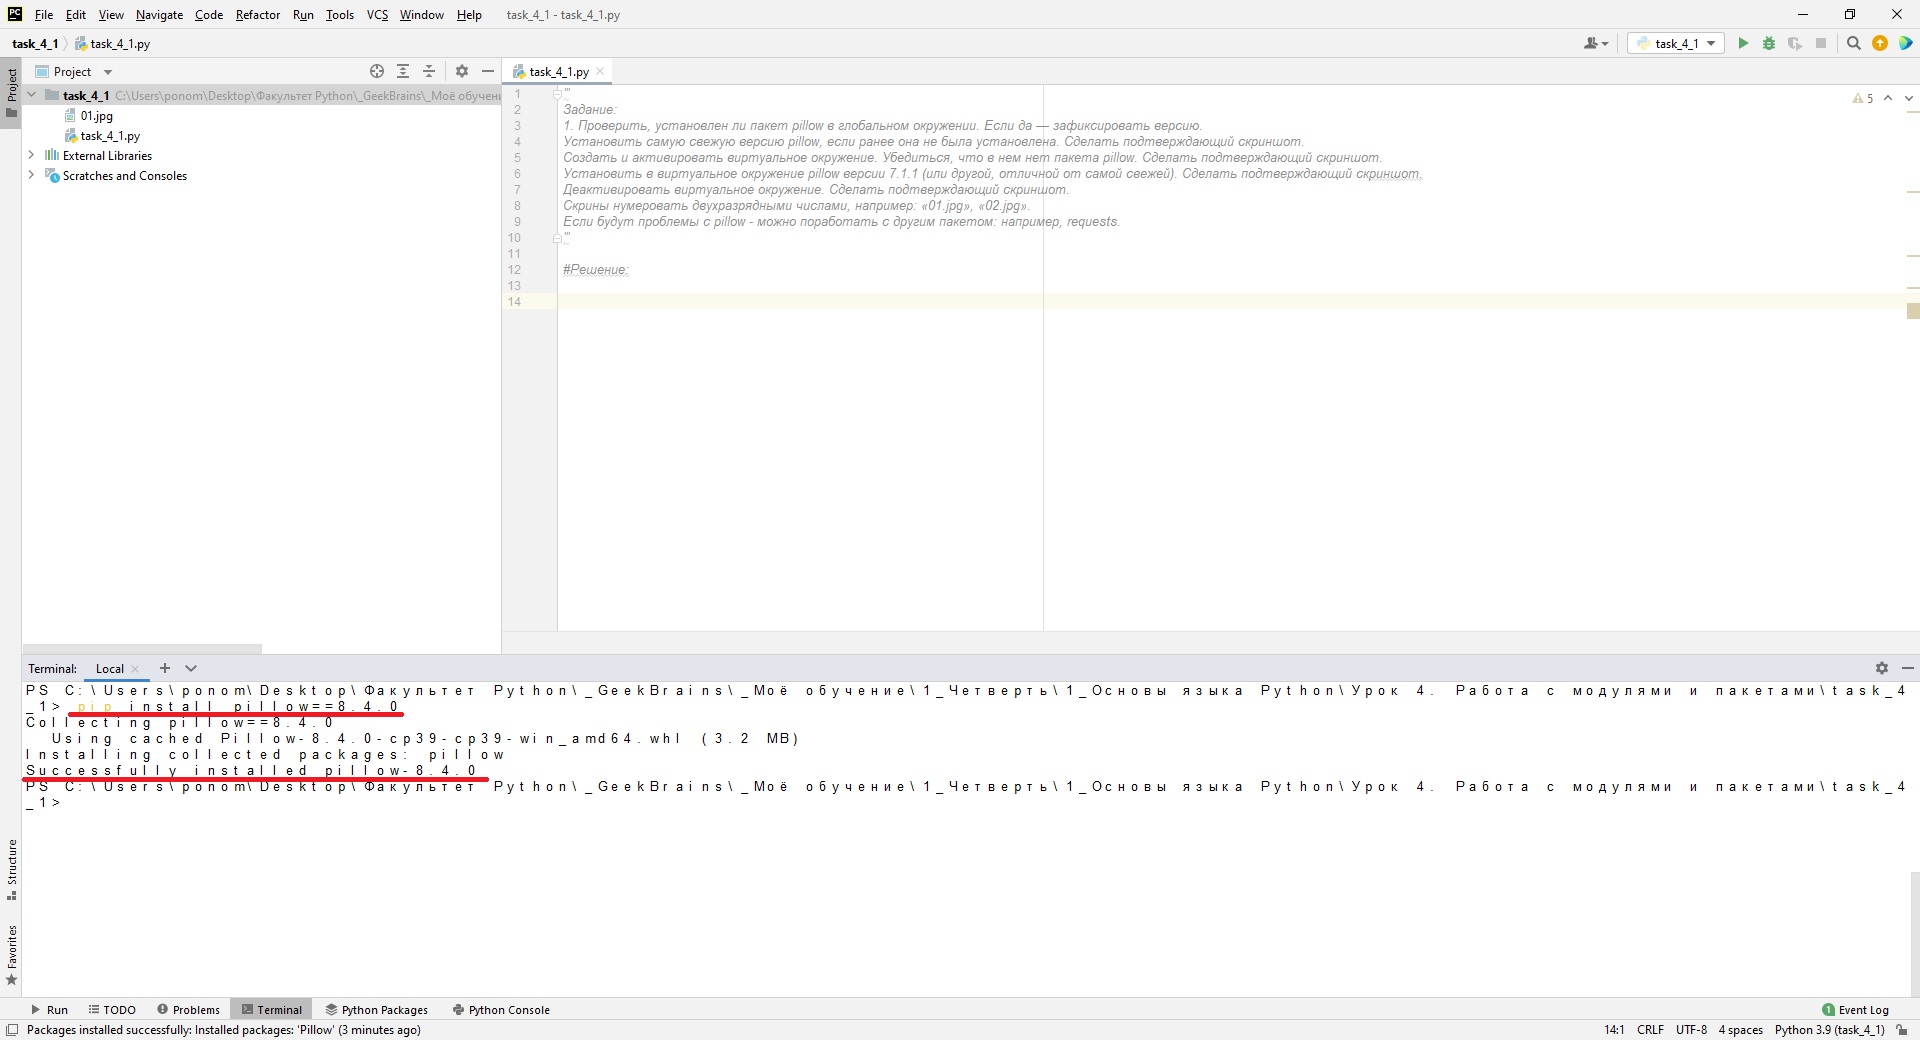 PC File Edit View Navigate Code Refactor Run Tools VCS Window Help task_4_1 - task_4_1.py
task_4_1 task_4_1.py task_4_1
Project
Project
task_4_1 C:\Users\ponom\Desktop\Факультет Python\_GeekBrains\_Моё обучени
01.jpg
task_4_1.py
External Libraries
Scratches and Consoles
task_4_1.py
5
1 '''
2 Задание:
3 1. Проверить, установлен ли пакет pillow в глобальном окружении. Если да — зафиксировать версию.
4 Установить самую свежую версию pillow, если ранее она не была установлена. Сделать подтверждающий скриншот.
5 Создать и активировать виртуальное окружение. Убедиться, что в нем нет пакета pillow. Сделать подтверждающий скриншот.
6 Установить в виртуальное окружение pillow версии 7.1.1 (или другой, отличной от самой свежей). Сделать подтверждающий скриншот.
7 Деактивировать виртуальное окружение. Сделать подтверждающий скриншот.
8 Скрины нумеровать двухразрядными числами, например: «01.jpg», «02.jpg».
9 Если будут проблемы с pillow - можно поработать с другим пакетом: например, requests.
10 '''
11
12 #Решение:
13
14
Terminal: Local
PS C:\Users\ponom\Desktop\Факультет Python\_GeekBrains\_Моё обучение\1_Четверть\1_Основы языка Python\Урок 4. Работа с модулями и пакетами\task_4
_1> pip install pillow==8.4.0
Collecting pillow==8.4.0
Using cached Pillow-8.4.0-cp39-cp39-win_amd64.whl (3.2 MB)
Installing collected packages: pillow
Successfully installed pillow-8.4.0
PS C:\Users\ponom\Desktop\Факультет Python\_GeekBrains\_Моё обучение\1_Четверть\1_Основы языка Python\Урок 4. Работа с модулями и пакетами\task_4
_1>
Structure
Favorites
Run TODO Problems Terminal Python Packages Python Console 1 Event Log
Packages installed successfully: Installed packages: 'Pillow' (3 minutes ago) 14:1 CRLF UTF-8 4 spaces Python 3.9 (task_4_1)